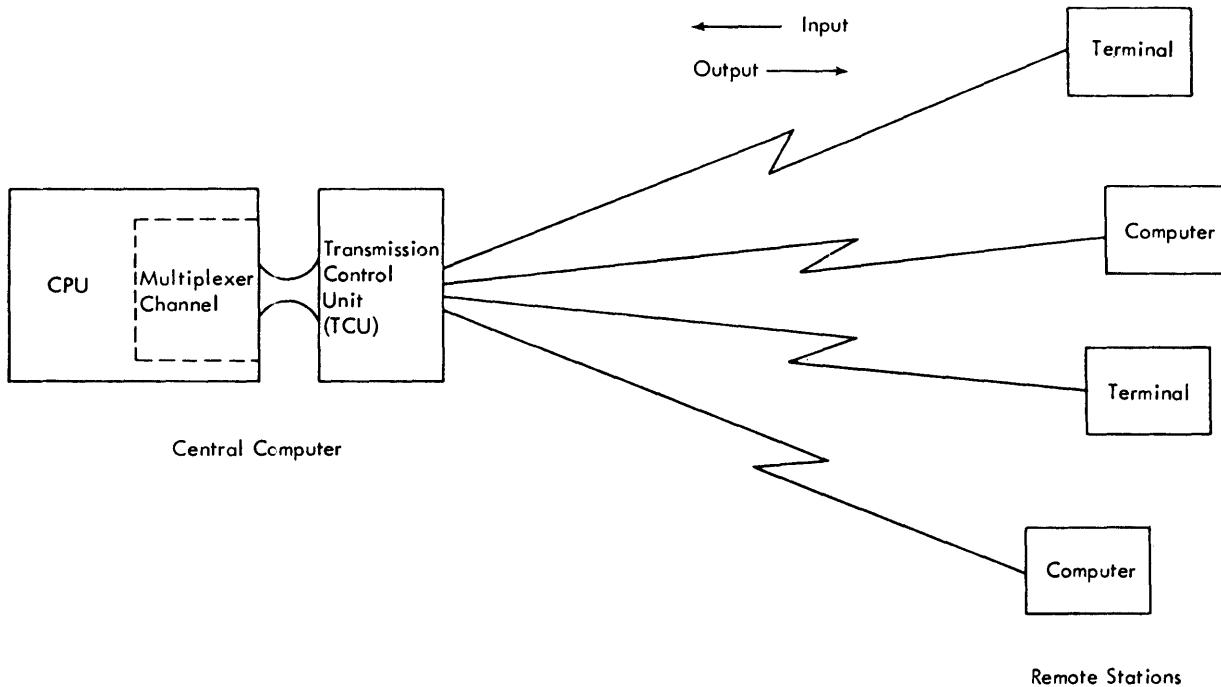 Input
Output
Terminal
Computer
CPU
Multiplexer
Channel
Transmission
Control
Unit
(TCU)
Terminal
Central Computer
Computer
Remote Stations